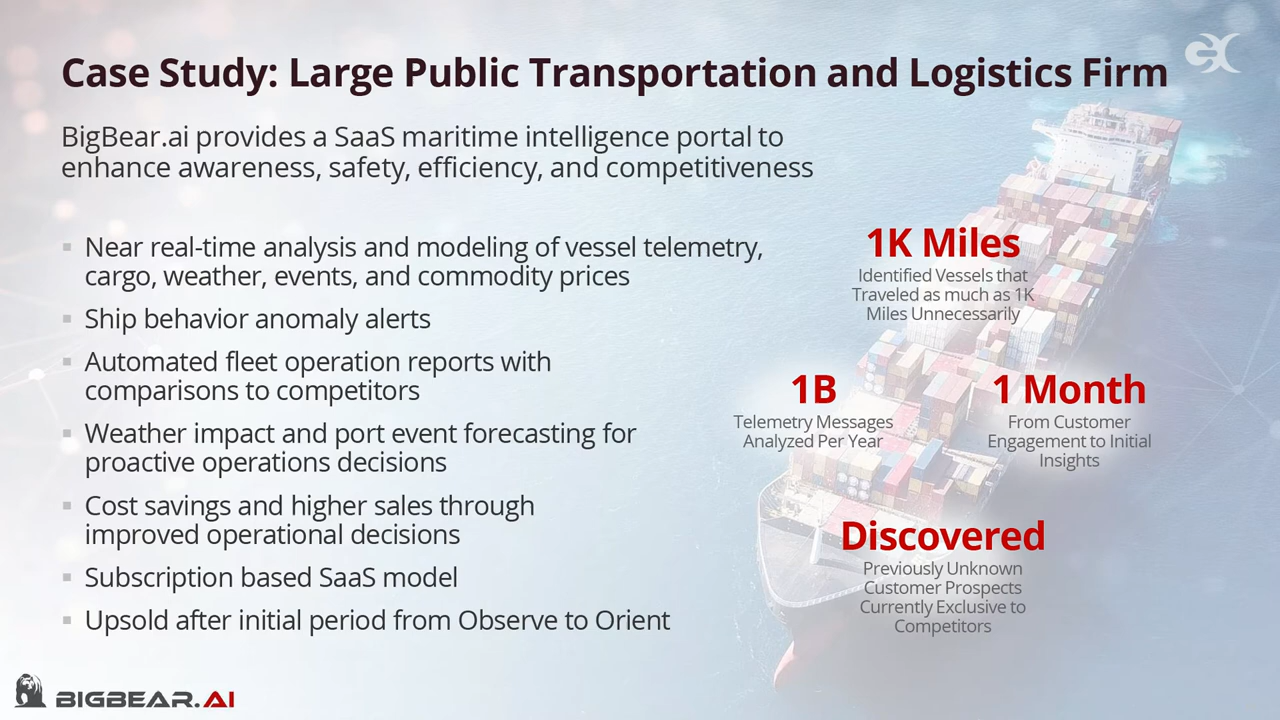 Case Study: Large Public Transportation and Logistics Firm
BigBear.ai provides a SaaS maritime intelligence portal to
enhance awareness, safety, efficiency, and competitiveness
Near real-time analysis and modeling of vessel telemetry,
cargo, weather, events, and commodity prices
Ship behavior anomaly alerts
Automated fleet operation reports with
comparisons to competitors
Weather impact and port event forecasting for
proactive operations decisions
Cost savings and higher sales through
improved operational decisions
Subscription based SaaS model
Upsold after initial period from Observe to Orient
1K Miles
Identified Vessels that
Traveled as much as 1K
Miles Unnecessarily
1B
Telemetry Messages
Analyzed Per Year
1 Month
From Customer
Engagement to Initial
Insights
Discovered
Previously Unknown
Customer Prospects
Currently Exclusive to
Competitors
BIGBEAR.AI